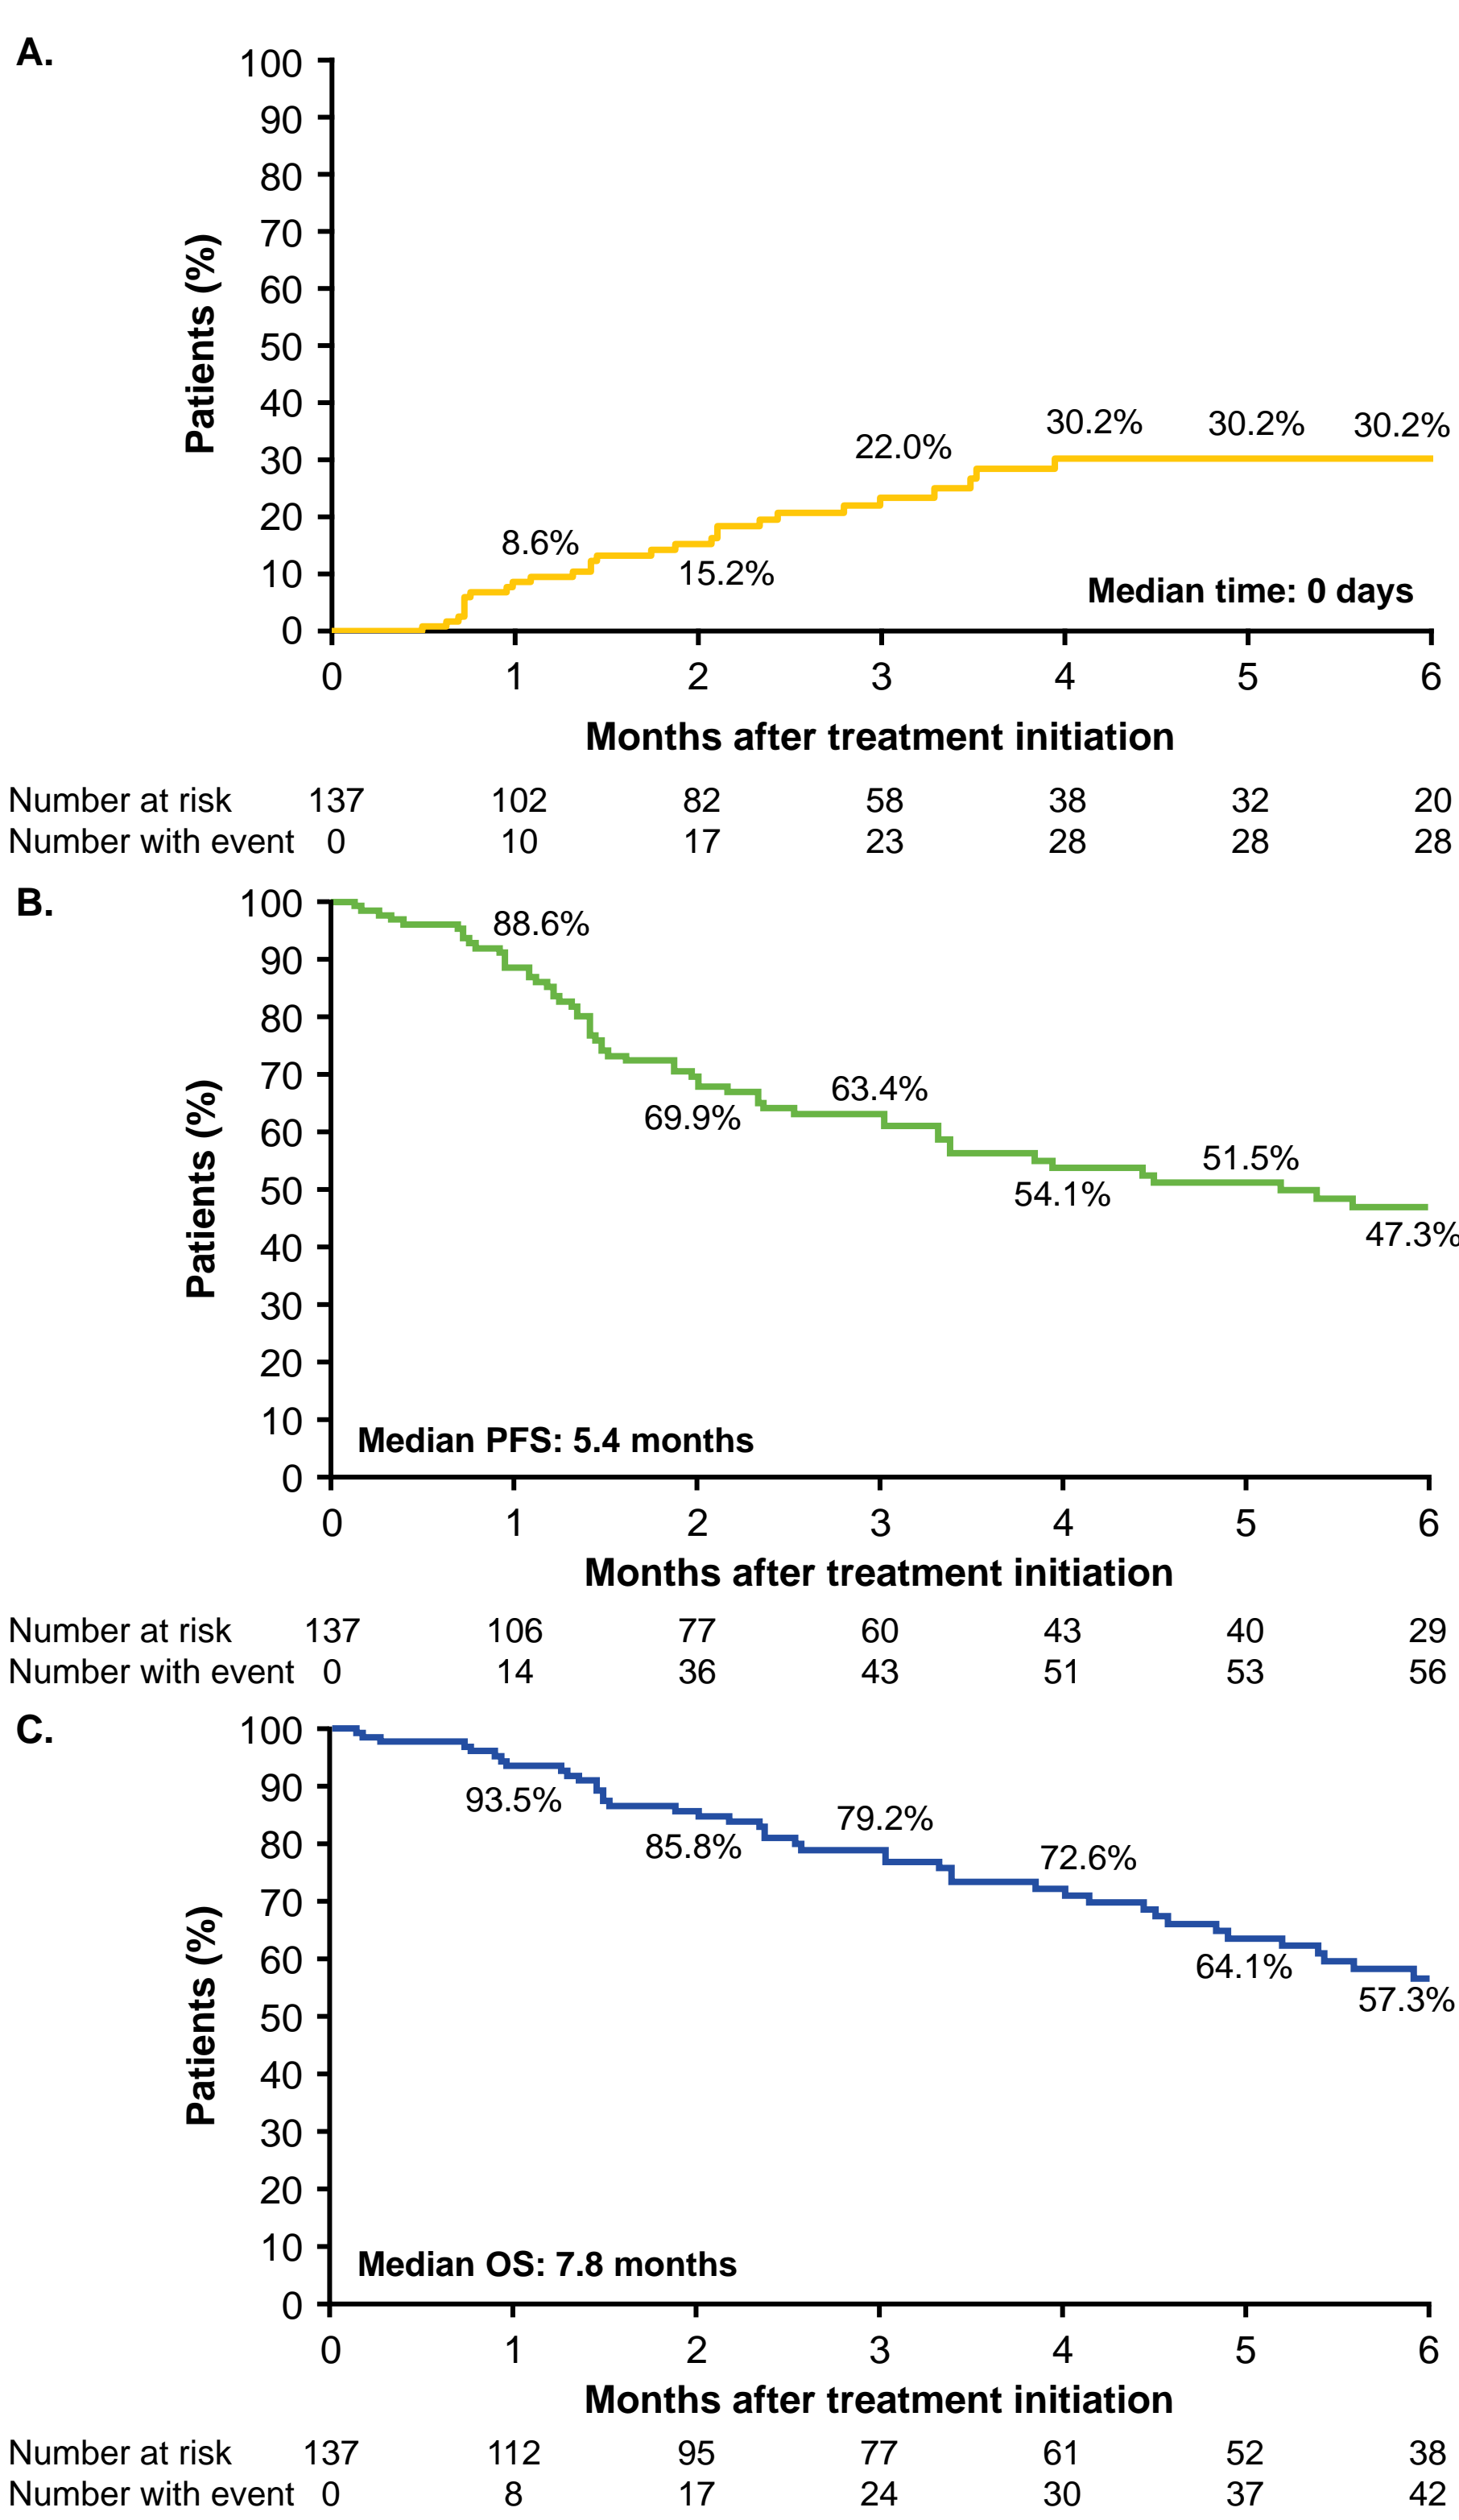 A.
100
90
80
70
60
50
40
30
20
10
0
Patients (%)
8.6%
15.2%
22.0%
30.2%
30.2%
30.2%
Median time: 0 days
0 1 2 3 4 5 6
Months after treatment initiation
Number at risk 137 102 82 58 38 32 20
Number with event 0 10 17 23 28 28 28
B.
100
90
80
70
60
50
40
30
20
10
0
Patients (%)
88.6%
69.9%
63.4%
54.1%
51.5%
47.3%
Median PFS: 5.4 months
0 1 2 3 4 5 6
Months after treatment initiation
Number at risk 137 106 77 60 43 40 29
Number with event 0 14 36 43 51 53 56
C.
100
90
80
70
60
50
40
30
20
10
0
Patients (%)
93.5%
85.8%
79.2%
72.6%
64.1%
57.3%
Median OS: 7.8 months
0 1 2 3 4 5 6
Months after treatment initiation
Number at risk 137 112 95 77 61 52 38
Number with event 0 8 17 24 30 37 42